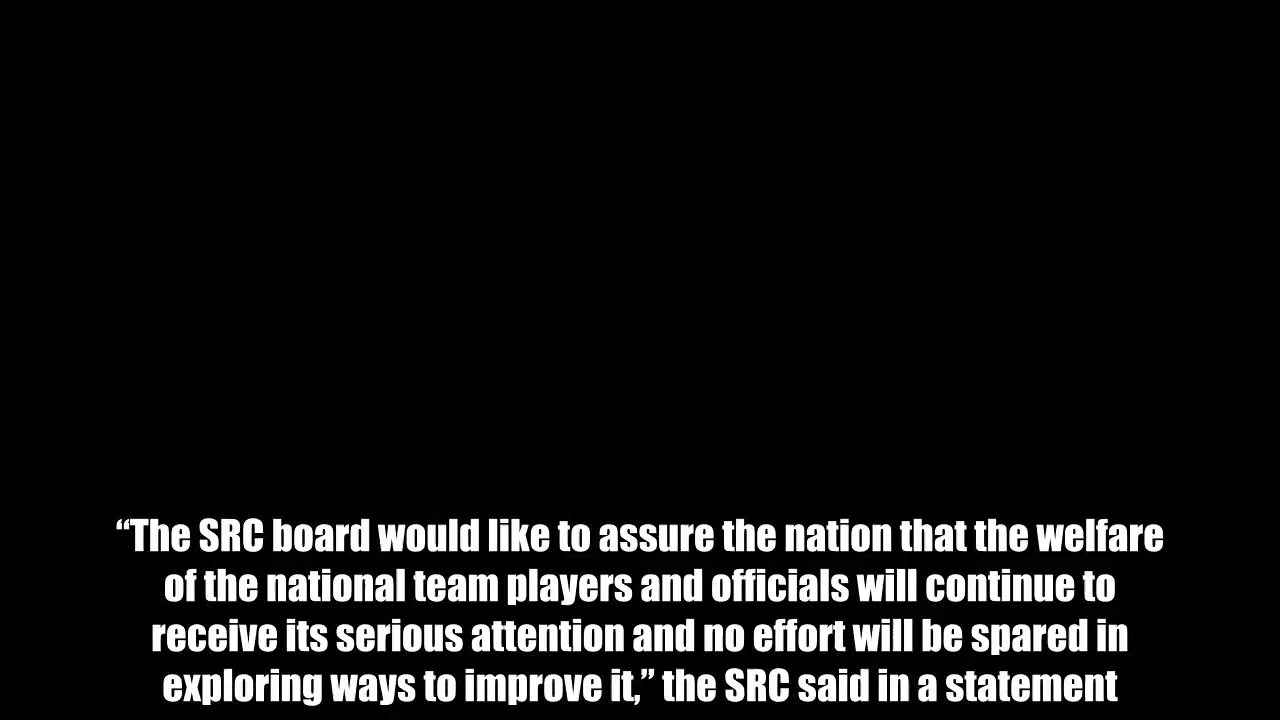 “The SRC board would like to assure the nation that the welfare
of the national team players and officials will continue to
receive its serious attention and no effort will be spared in
exploring ways to improve it,” the SRC said in a statement